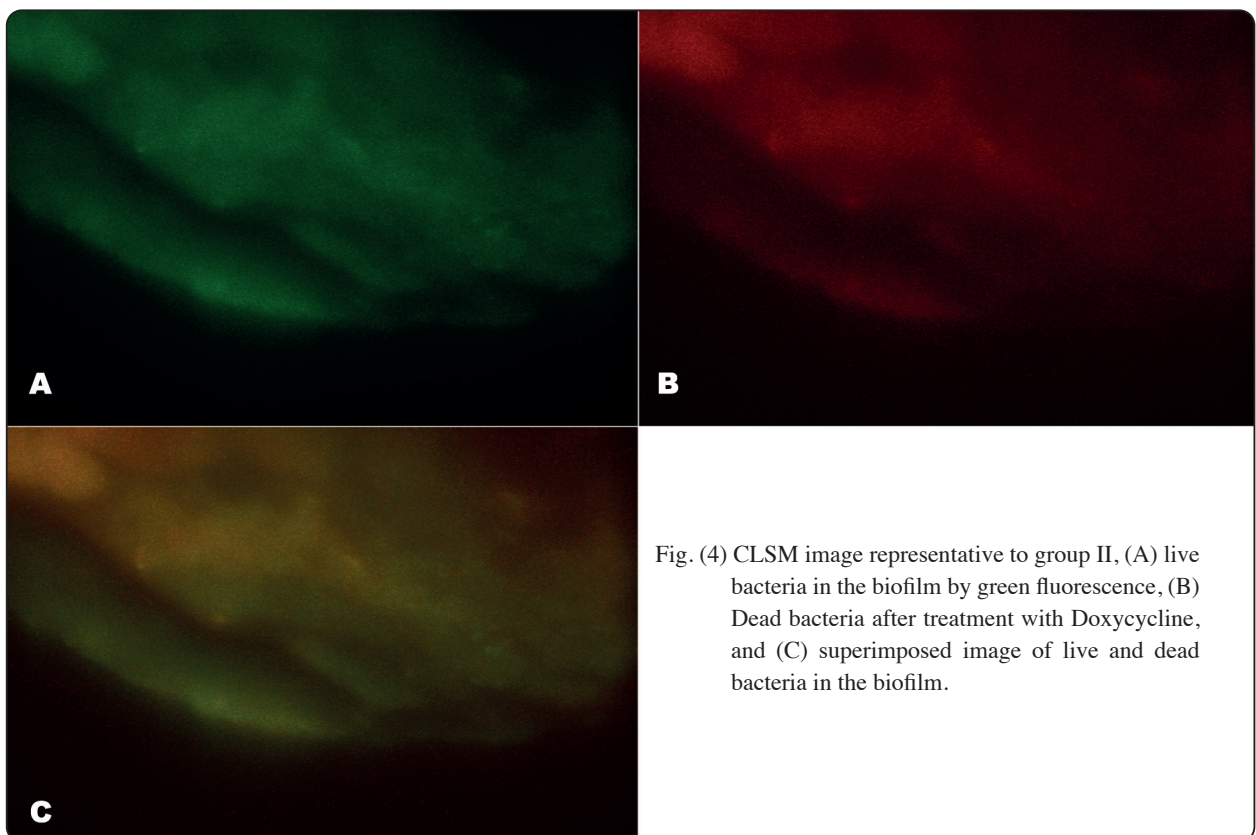 A
B
C
Fig. (4) CLSM image representative to group II, (A) live
bacteria in the biofilm by green fluorescence, (B)
Dead bacteria after treatment with Doxycycline,
and (C) superimposed image of live and dead
bacteria in the biofilm.